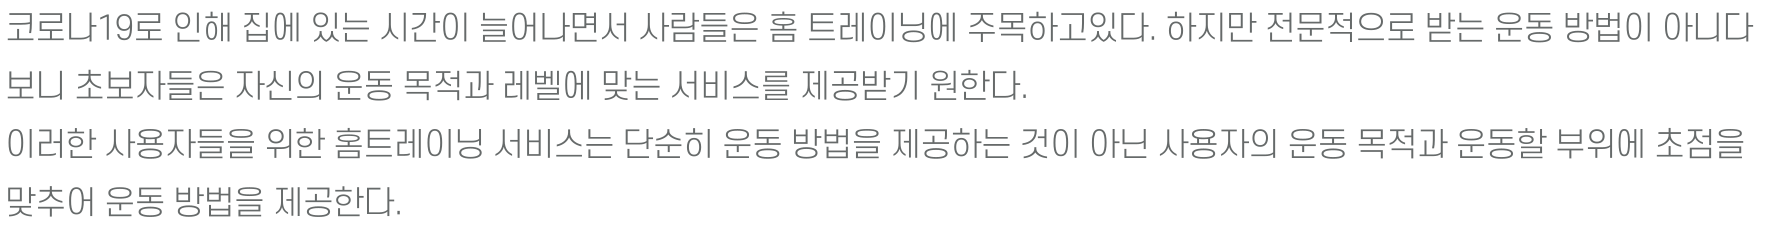 코로나19로 인해 집에 있는 시간이 늘어나면서 사람들은 홈 트레이닝에 주목하고있다. 하지만 전문적으로 받는 운동 방법이 아니다
보니 초보자들은 자신의 운동 목적과 레벨에 맞는 서비스를 제공받기 원한다.
이러한 사용자들을 위한 홈트레이닝 서비스는 단순히 운동 방법을 제공하는 것이 아닌 사용자의 운동 목적과 운동할 부위에 초점을
맞추어 운동 방법을 제공한다.